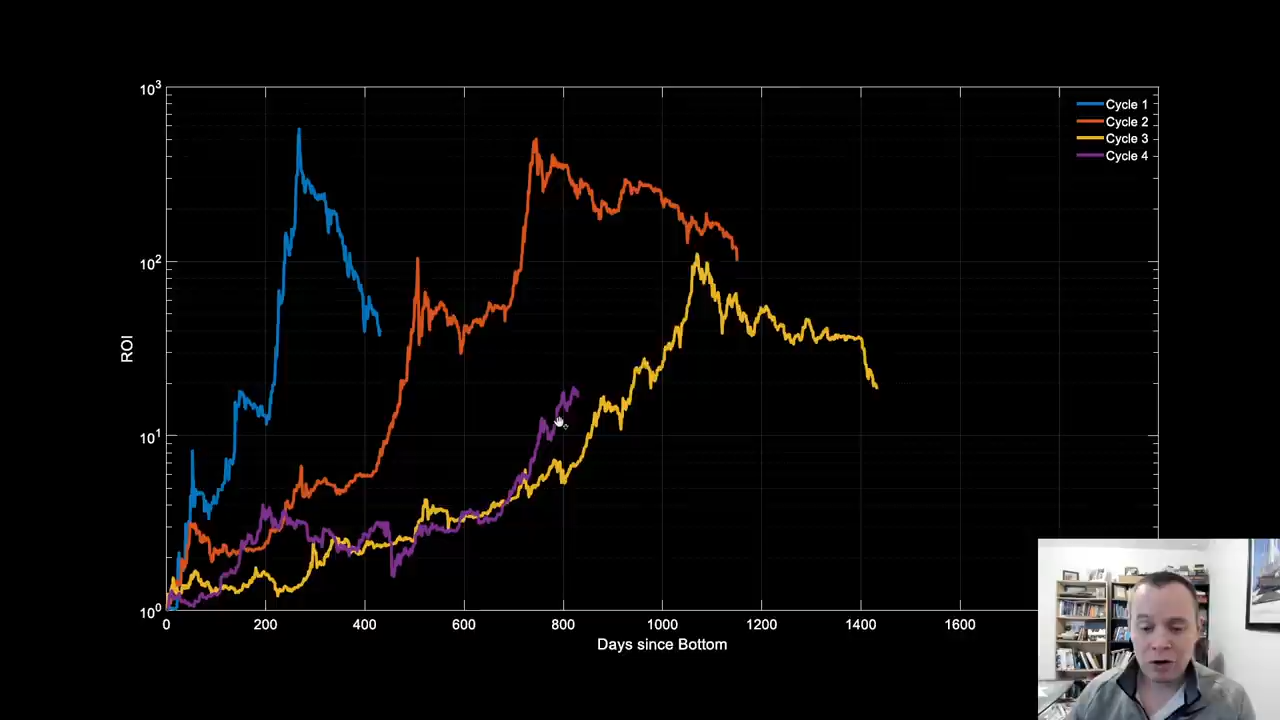 10³
Cycle 1
Cycle 2
Cycle 3
Cycle 4
10²
ROI
10¹
10⁰
0 200 400 600 800 1000 1200 1400 1600
Days since Bottom